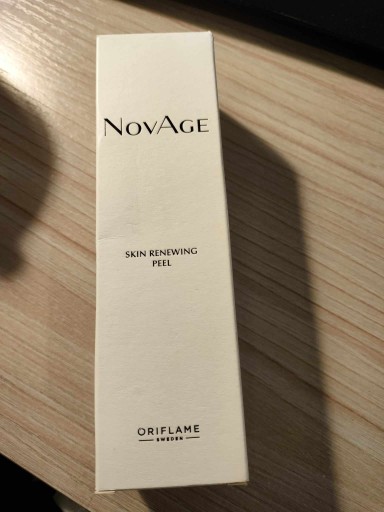 NOVAGE
SKIN RENEWING
PEEL
ORIFLAME
SWEDEN